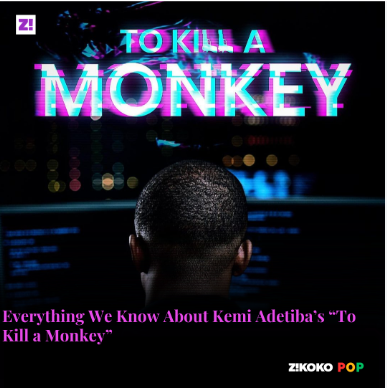 Z!
TO KILL A
MONKEY
Everything We Know About Kemi Adetiba’s “To
Kill a Monkey”
Z!KOKO POP